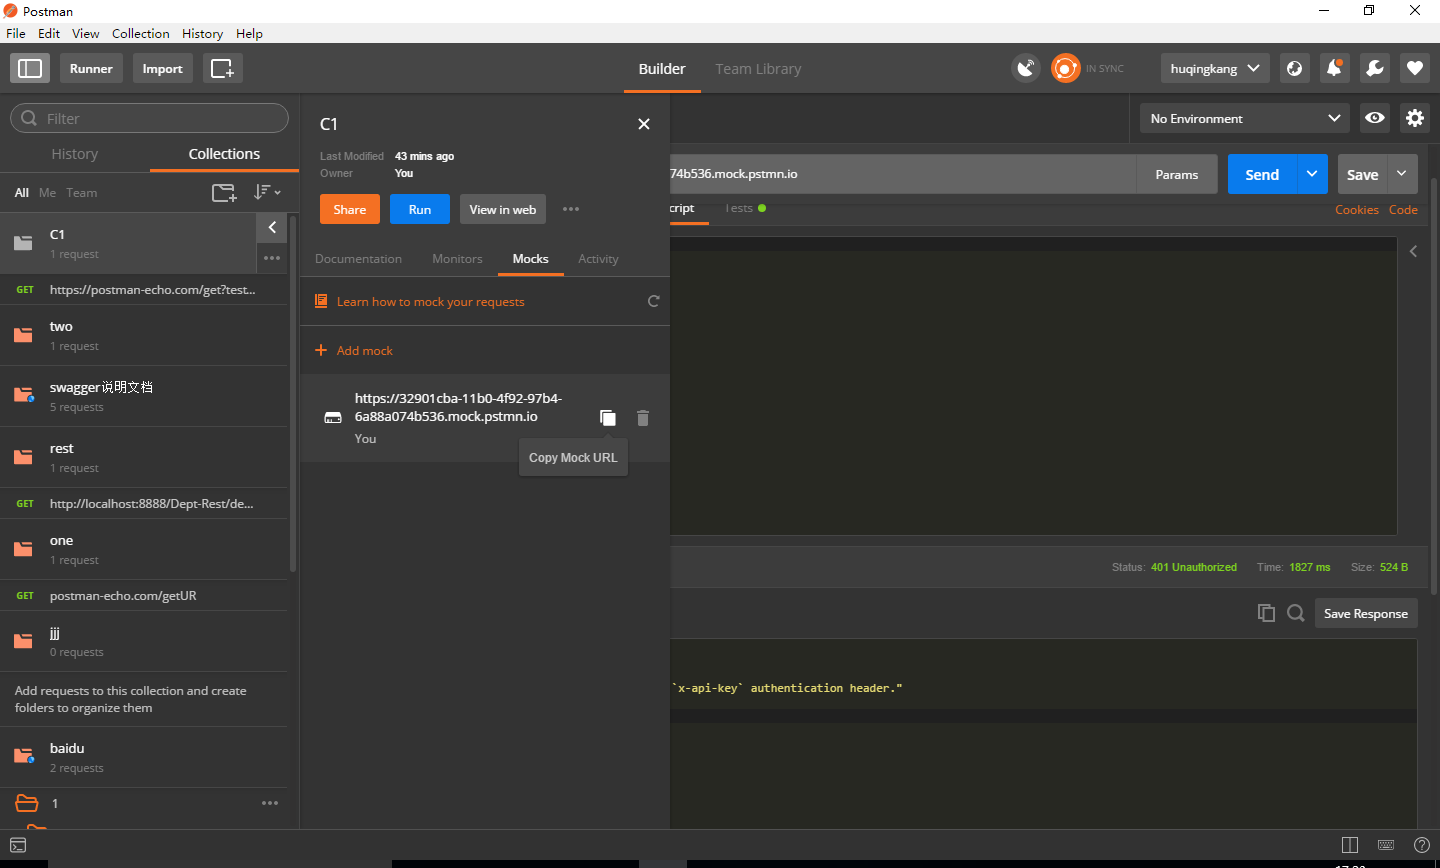 Postman
File Edit View Collection History Help
Runner
Import
Builder
Team Library
IN SYNC
huqingkang
Filter
History
Collections
All Me Team
C1
1 request
GET https://postman-echo.com/get?test...
two
1 request
swagger说明文档
5 requests
rest
1 request
GET http://localhost:8888/Dept-Rest/de...
one
1 request
GET postman-echo.com/getUR
jjj
0 requests
Add requests to this collection and create
folders to organize them
baidu
2 requests
1
C1
Last Modified 43 mins ago
Owner You
Share
Run
View in web
Documentation
Monitors
Mocks
Activity
Learn how to mock your requests
Add mock
https://32901cba-11b0-4f92-97b4-
6a88a074b536.mock.pstmn.io
You
Copy Mock URL
No Environment
74b536.mock.pstmn.io
Params
Send
Save
cript
Tests
Cookies Code
Status: 401 Unauthorized Time: 1827 ms Size: 524 B
Save Response
`x-api-key` authentication header."